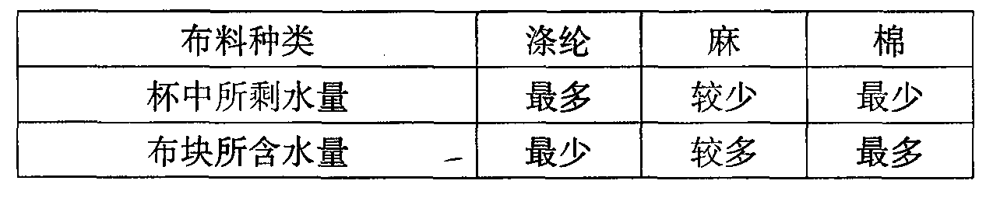 布料种类 涤纶 麻 棉
杯中所剩水量 最多 较少 最少
布块所含水量 最少 较多 最多